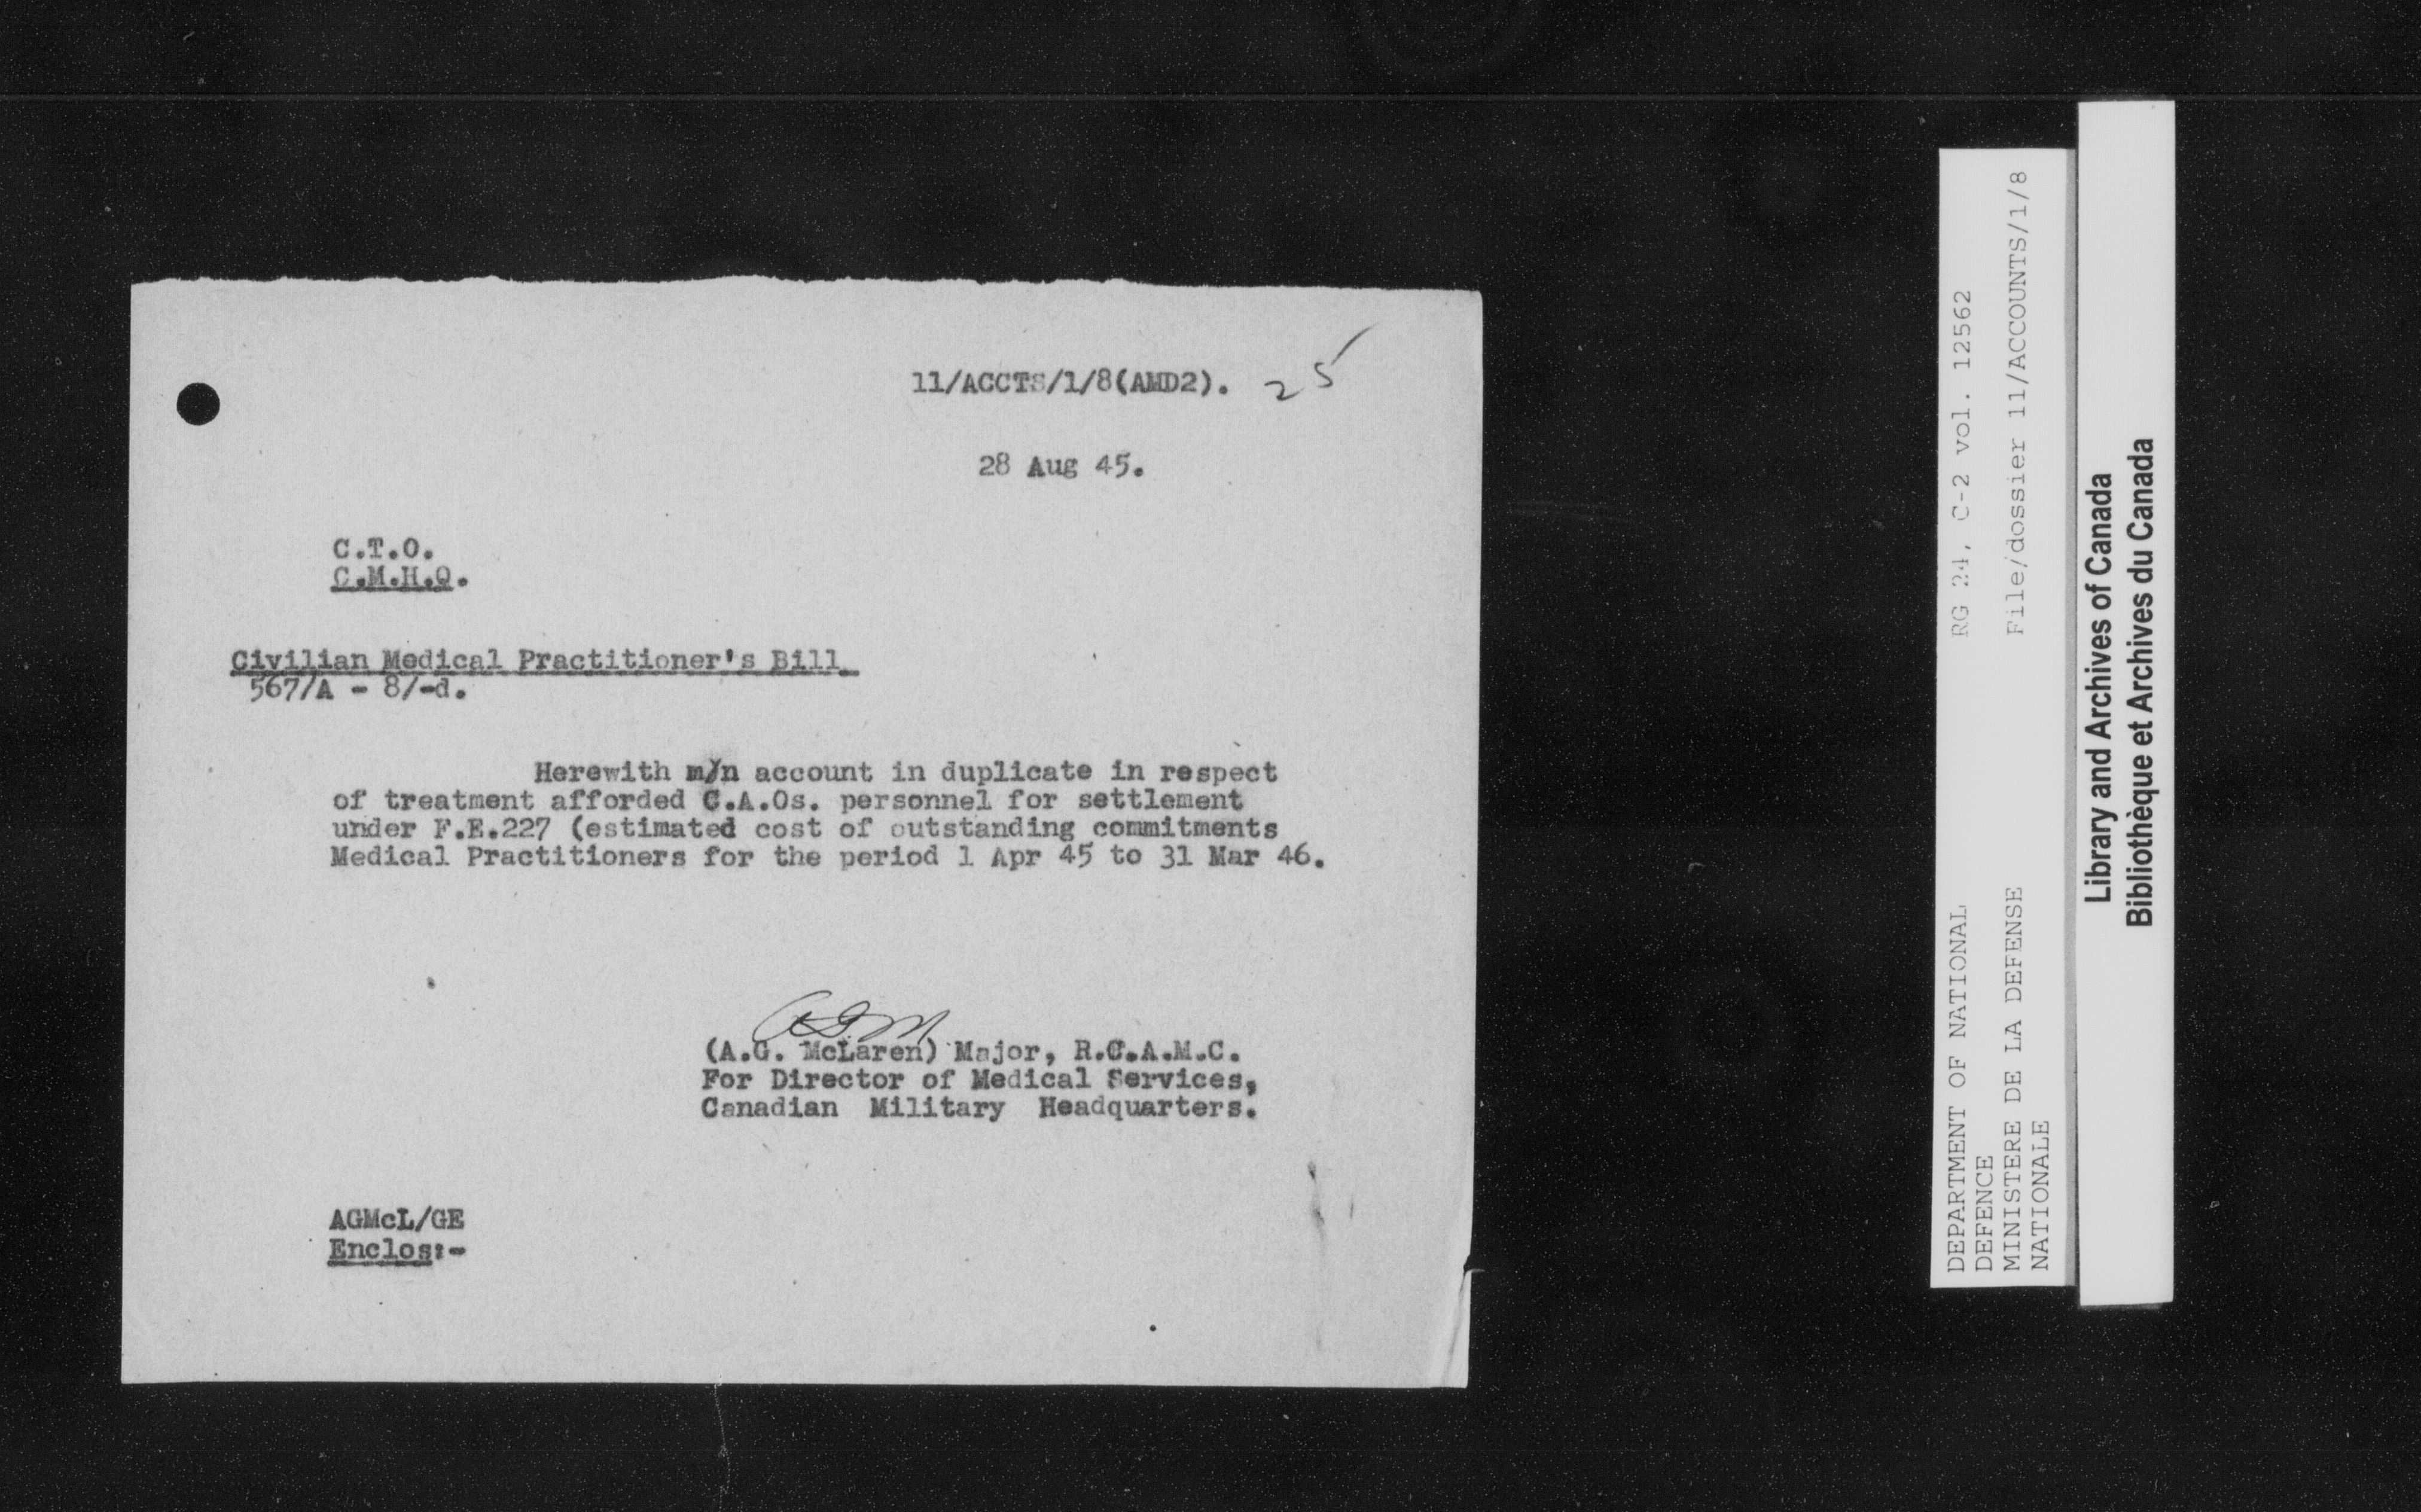 11/ACCTS/1/8(AMD2). 25
28 Aug 45.
C.T.O.
C.M.H.Q.
Civilian Medical Practitioner's Bill
567/A - 8/-d.
Herewith m/n account in duplicate in respect
of treatment afforded C.A.Os. personnel for settlement
under F.E.227 (estimated cost of outstanding commitments
Medical Practitioners for the period 1 Apr 45 to 31 Mar 46.
AGM
(A.G. McLaren) Major, R.C.A.M.C.
For Director of Medical Services,
Canadian Military Headquarters.
AGMcL/GE
Enclos:-
DEPARTMENT OF NATIONAL
DEFENCE
MINISTERE DE LA DEFENSE
NATIONALE
RG 24, C-2 vol. 12562
File/dossier 11/ACCOUNTS/1/8
Library and Archives of Canada
Bibliothèque et Archives du Canada